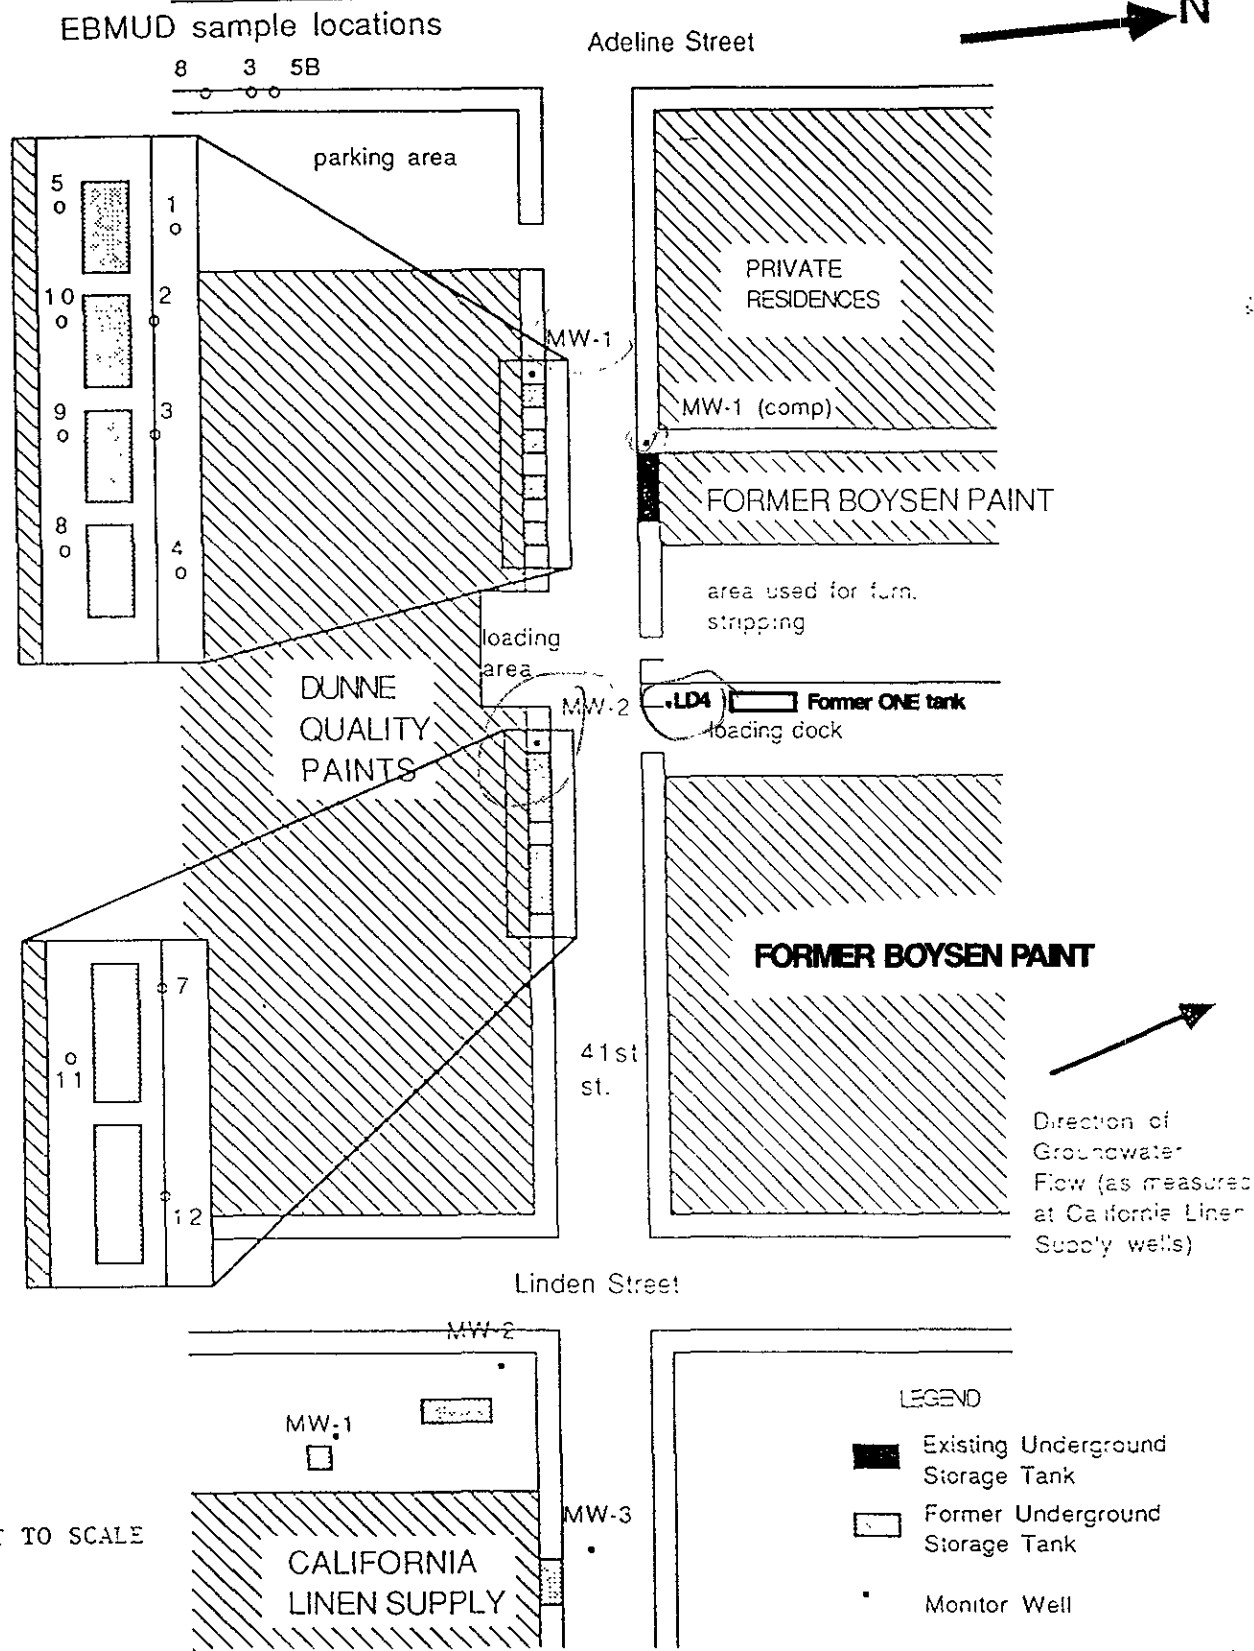 N
EBMUD sample locations
Adeline Street
8 3 5B
parking area
5
1
10
2
9
3
8
4
MW-1
PRIVATE
RESIDENCES
MW-1 (comp)
FORMER BOYSEN PAINT
area used for furn.
stripping
loading
area
DUNNE
QUALITY
PAINTS
MW-2
.LD4
Former ONE tank
loading dock
7
11
12
FORMER BOYSEN PAINT
41st
st.
Direction of
Groundwater
Flow (as measured
at California Linen
Supply wells)
Linden Street
MW-2
MW-1
MW-3
CALIFORNIA
LINEN SUPPLY
TO SCALE
LEGEND
Existing Underground
Storage Tank
Former Underground
Storage Tank
Monitor Well